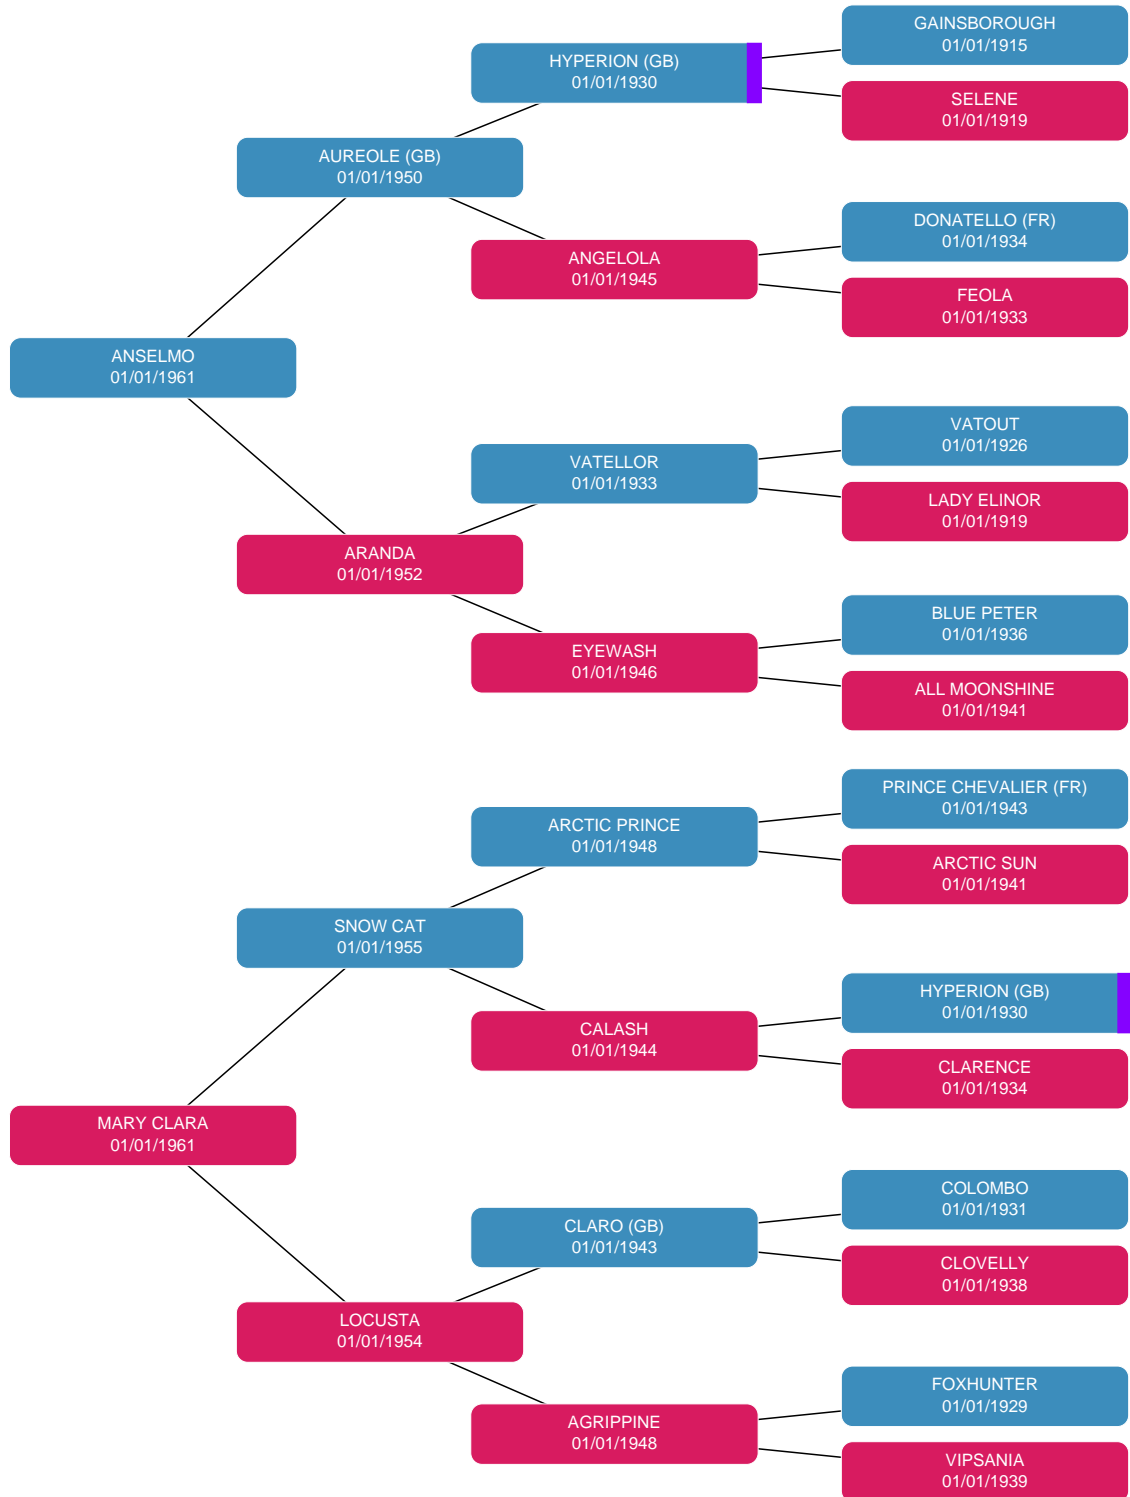 GAINSBOROUGH
01/01/1915
HYPERION (GB)
01/01/1930
SELENE
01/01/1919
AUREOLE (GB)
01/01/1950
DONATELLO (FR)
01/01/1934
ANGELOLA
01/01/1945
FEOLA
01/01/1933
ANSELMO
01/01/1961
VATOUT
01/01/1926
VATELLOR
01/01/1933
LADY ELINOR
01/01/1919
ARANDA
01/01/1952
BLUE PETER
01/01/1936
EYEWASH
01/01/1946
ALL MOONSHINE
01/01/1941
PRINCE CHEVALIER (FR)
01/01/1943
ARCTIC PRINCE
01/01/1948
ARCTIC SUN
01/01/1941
SNOW CAT
01/01/1955
HYPERION (GB)
01/01/1930
CALASH
01/01/1944
CLARENCE
01/01/1934
MARY CLARA
01/01/1961
COLOMBO
01/01/1931
CLARO (GB)
01/01/1943
CLOVELLY
01/01/1938
LOCUSTA
01/01/1954
FOXHUNTER
01/01/1929
AGRIPPINE
01/01/1948
VIPSANIA
01/01/1939